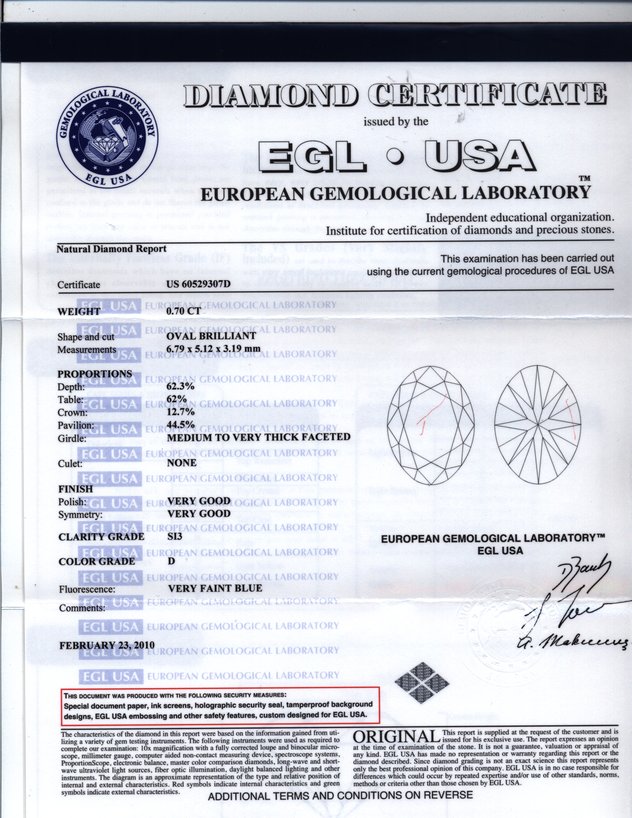 GEMOLOGICAL LABORATORY
EGL USA
DIAMOND CERTIFICATE
issued by the
EGL • USA
EUROPEAN GEMOLOGICAL LABORATORY™
Independent educational organization.
Institute for certification of diamonds and precious stones.
Natural Diamond Report
This examination has been carried out
using the current gemological procedures of EGL USA
Certificate US 60529307D
WEIGHT 0.70 CT
Shape and cut OVAL BRILLIANT
Measurements 6.79 x 5.12 x 3.19 mm
PROPORTIONS
Depth: 62.3%
Table: 62%
Crown: 12.7%
Pavilion: 44.5%
Girdle: MEDIUM TO VERY THICK FACETED
Culet: NONE
FINISH
Polish: VERY GOOD
Symmetry: VERY GOOD
CLARITY GRADE SI3
COLOR GRADE D
Fluorescence: VERY FAINT BLUE
Comments:
FEBRUARY 23, 2010
EUROPEAN GEMOLOGICAL LABORATORY™
EGL USA
THIS DOCUMENT WAS PRODUCED WITH THE FOLLOWING SECURITY MEASURES:
Special document paper, ink screens, holographic security seal, tamperproof background
designs, EGL USA embossing and other safety features, custom designed for EGL USA.
The characteristics of the diamond in this report were based on the information gained from uti-
lizing a variety of gem testing instruments. The following instruments were used as required to
complete our examination: 10x magnification with a fully corrected loupe and binocular micro-
scope, millimeter gauge, computer aided non-contact measuring device, spectroscope systems,
ProportionScope, electronic balance, master color comparison diamonds, long-wave and short-
wave ultraviolet light sources, fiber optic illumination, daylight balanced lighting and other
instruments. The diagram is an approximate representation of the type and relative position of
internal and external characteristics. Red symbols indicate internal characteristics and green
symbols indicate external characteristics.
ORIGINAL This report is supplied at the request of the customer and is
issued for his exclusive use. The report expresses an opinion
at the time of examination of the stone. It is not a guarantee, valuation or appraisal of
any kind. EGL USA has made no representation or warranty regarding this report or the
diamond described. Since diamond grading is not an exact science this report represents
only the best professional opinion of this company. EGL USA is in no case responsible for
differences which could occur by repeated expertise and/or use of other standards, norms,
methods or criteria other than those chosen by EGL USA.
ADDITIONAL TERMS AND CONDITIONS ON REVERSE